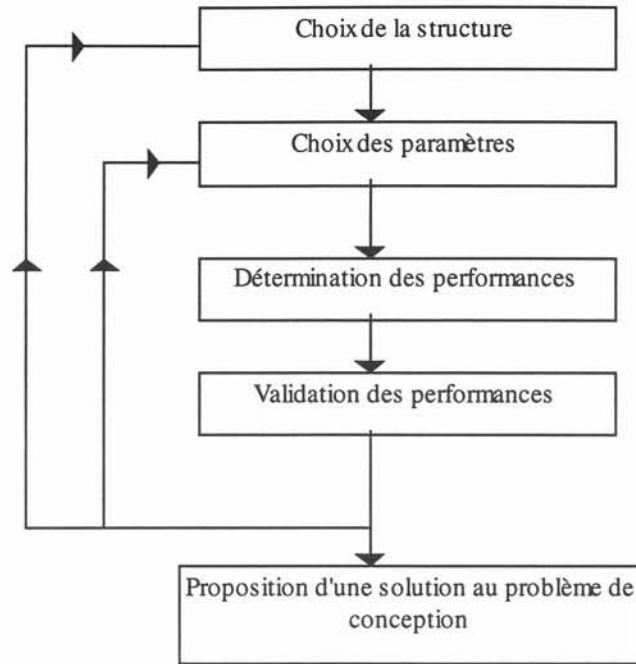 Choix de la structure
Choix des paramètres
Détermination des performances
Validation des performances
Proposition d'une solution au problème de
conception